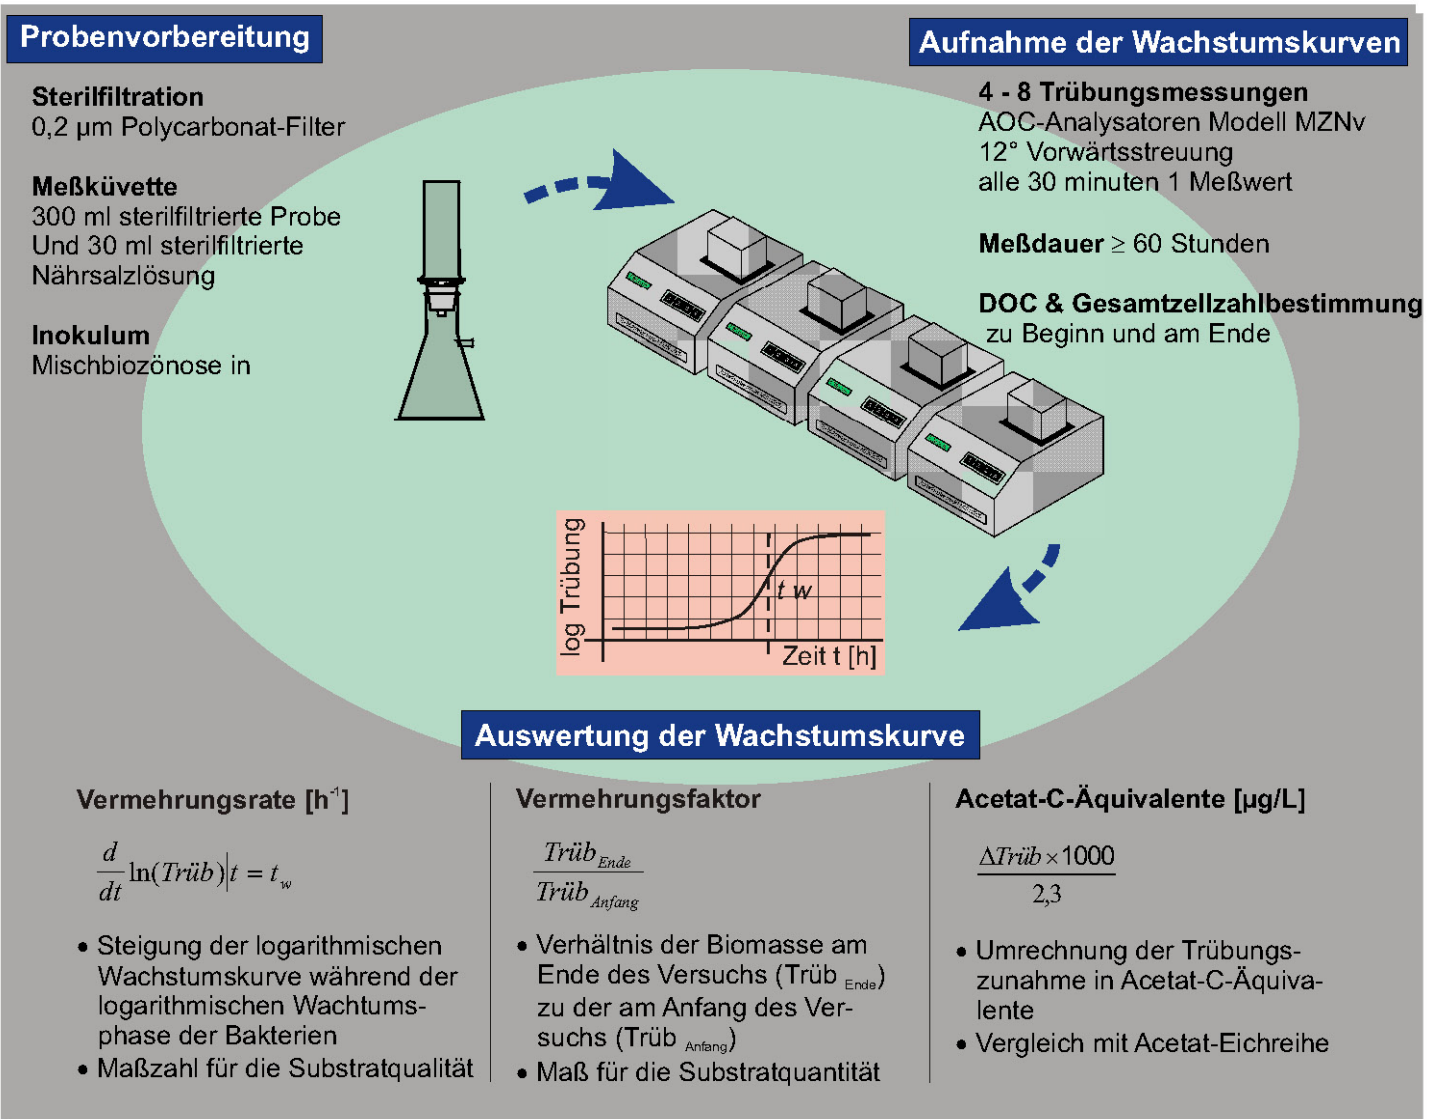 Probenvorbereitung
Sterilfiltration
0,2 µm Polycarbonat-Filter
Meßküvette
300 ml sterilfiltrierte Probe
Und 30 ml sterilfiltrierte
Nährsalzlösung
Inokulum
Mischbiozönose in
Aufnahme der Wachstumskurven
4 - 8 Trübungsmessungen
AOC-Analysatoren Modell MZNv
12° Vorwärtsstreuung
alle 30 minuten 1 Meßwert
Meßdauer ≥ 60 Stunden
DOC & Gesamtzellzahlbestimmung
zu Beginn und am Ende
log Trübung
t w
Zeit t [h]
Auswertung der Wachstumskurve
Vermehrungsrate [h⁻¹]
d/dt ln(Trüb)|t = t_w
• Steigung der logarithmischen
Wachstumskurve während der
logarithmischen Wachtums-
phase der Bakterien
• Maßzahl für die Substratqualität
Vermehrungsfaktor
Trüb_Ende
Trüb_Anfang
• Verhältnis der Biomasse am
Ende des Versuchs (Trüb Ende)
zu der am Anfang des Ver-
suchs (Trüb Anfang)
• Maß für die Substratquantität
Acetat-C-Äquivalente [µg/L]
ΔTrüb × 1000
2,3
• Umrechnung der Trübungs-
zunahme in Acetat-C-Äquiva-
lente
• Vergleich mit Acetat-Eichreihe